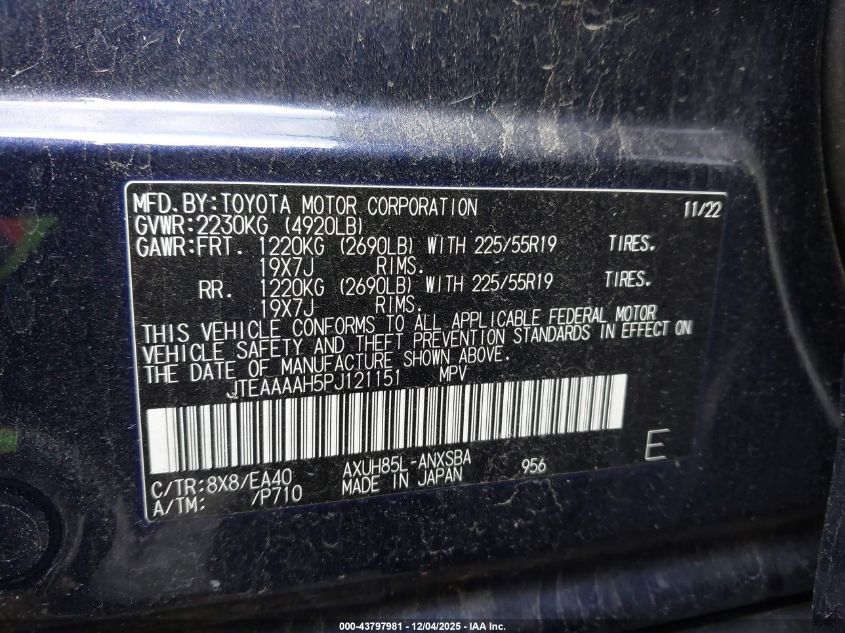 MFD.BY:TOYOTA MOTOR CORPORATION 11/22
GVWR:2230KG (4920LB)
GAWR:FRT. 1220KG (2690LB) WITH 225/55R19 TIRES.
19X7J RIMS.
RR. 1220KG (2690LB) WITH 225/55R19 TIRES.
19X7J RIMS.
THIS VEHICLE CONFORMS TO ALL APPLICABLE FEDERAL MOTOR
VEHICLE SAFETY AND THEFT PREVENTION STANDARDS IN EFFECT ON
THE DATE OF MANUFACTURE SHOWN ABOVE.
JTEAAAAH5PJ121151 MPV
E
C/TR:8X8/EA40 AXUH85L-ANXSBA 956
A/TM: /P710 MADE IN JAPAN
000-43797981 - 12/04/2025 - IAA Inc.